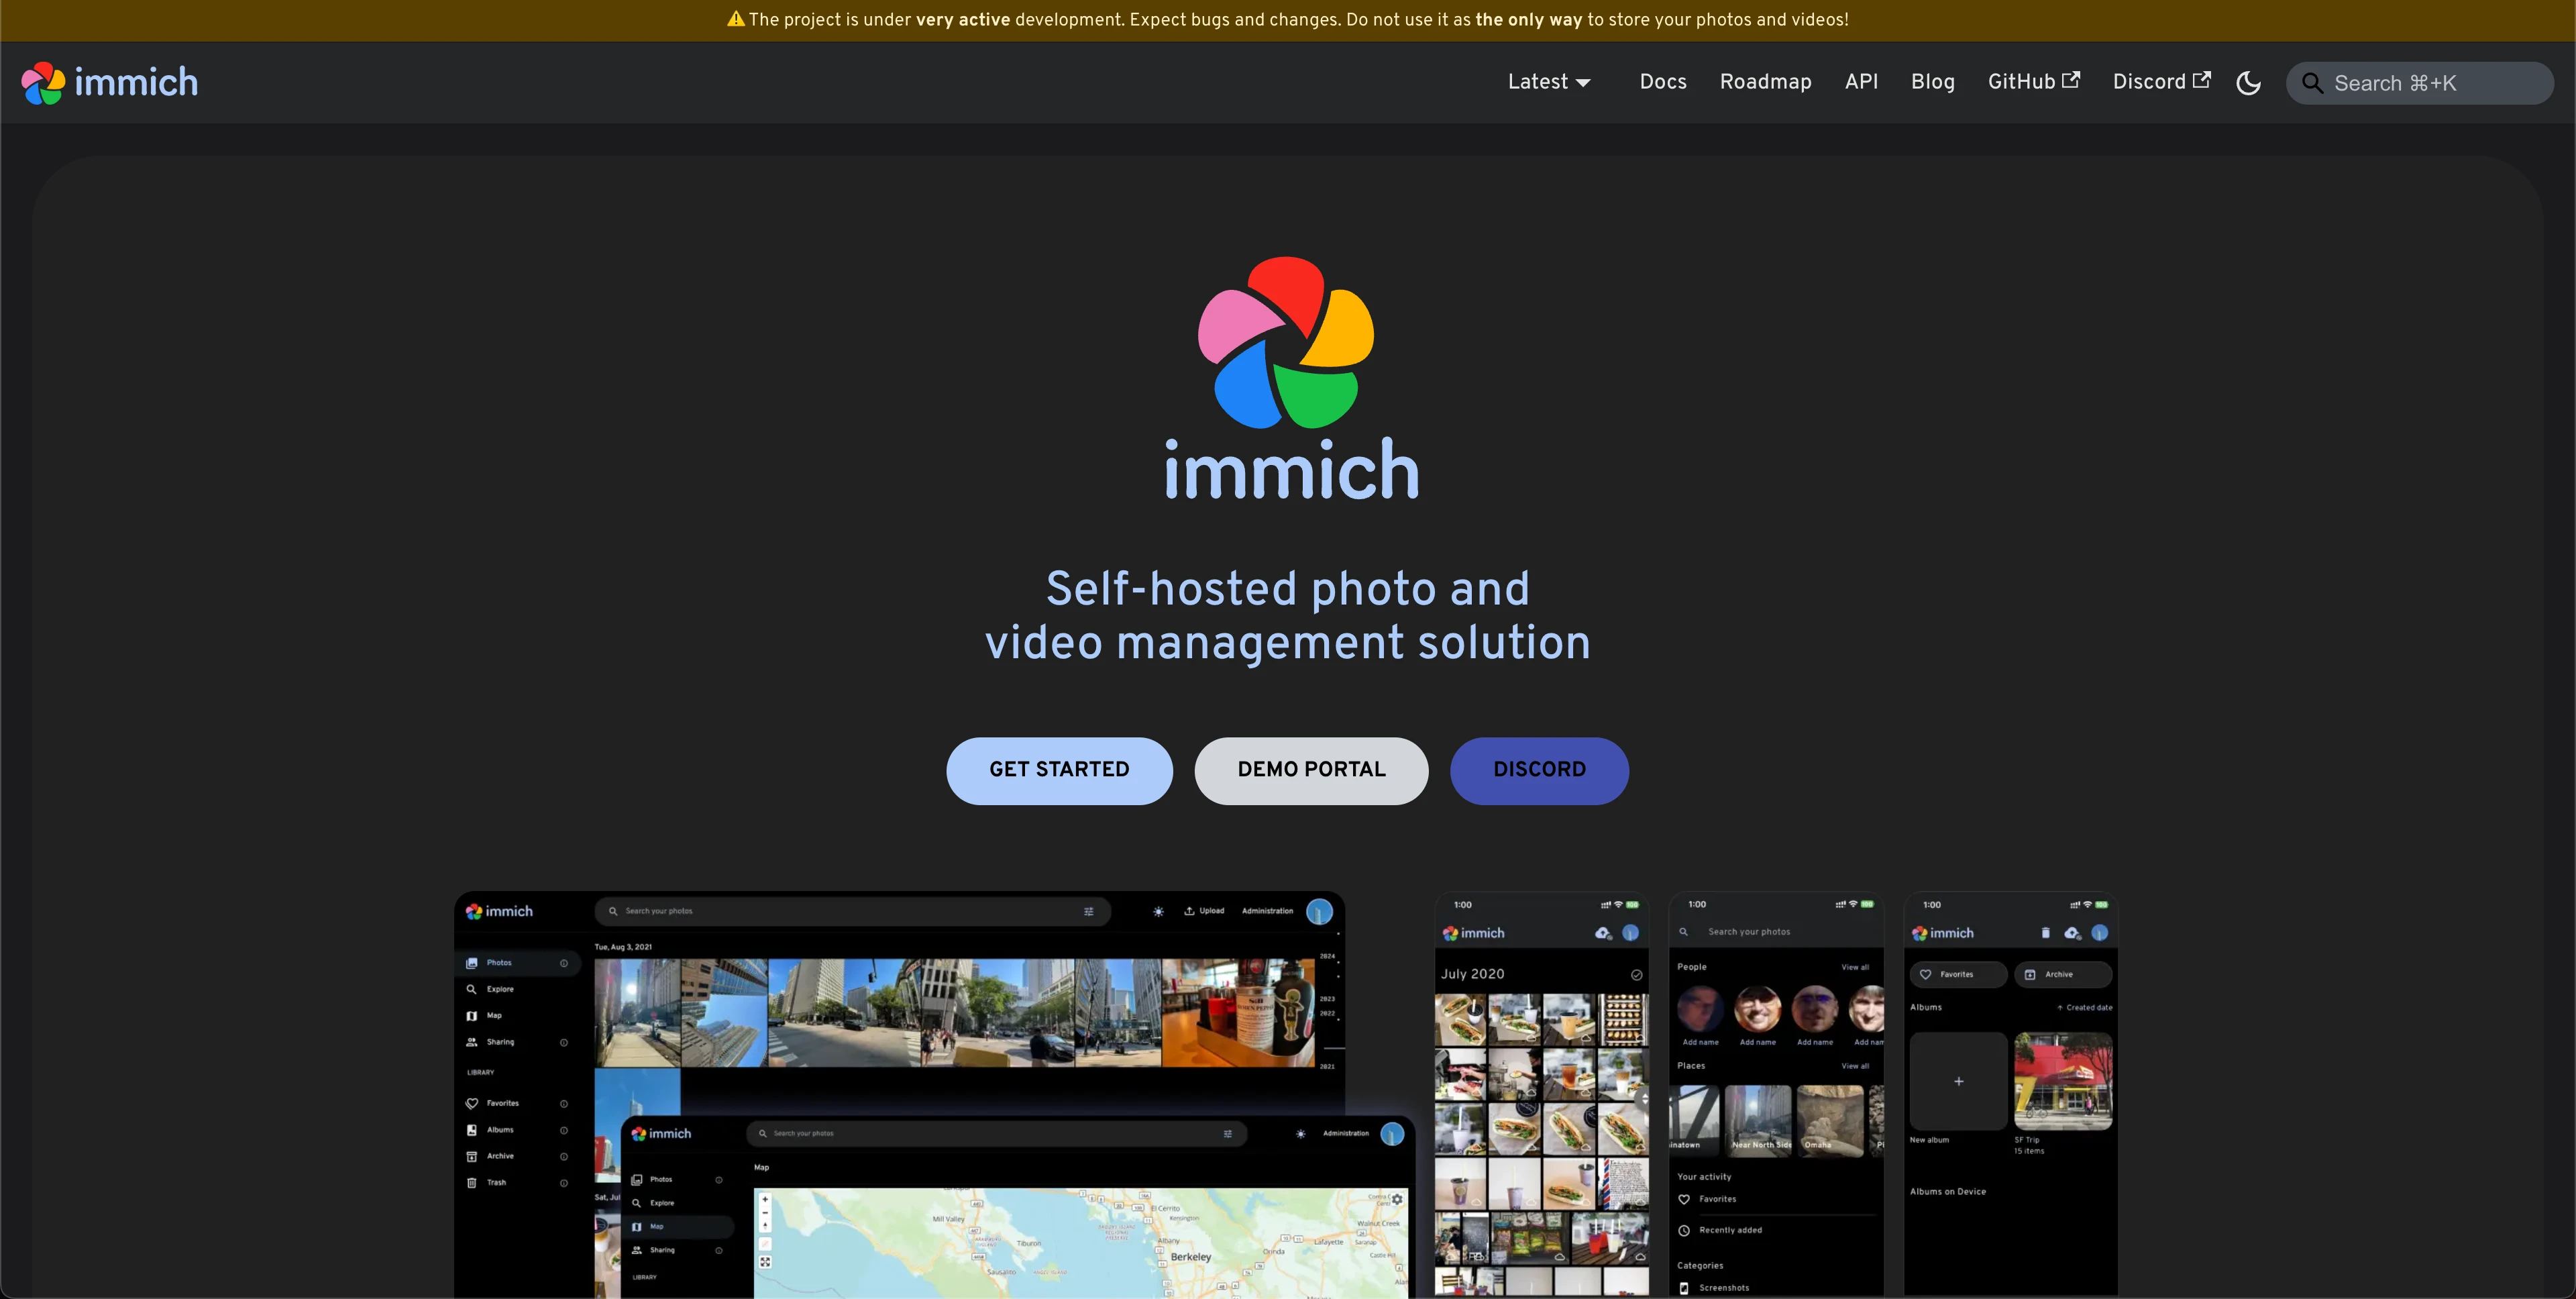 ⚠️ The project is under very active development. Expect bugs and changes. Do not use it as the only way to store your photos and videos!
immich
Latest
Docs
Roadmap
API
Blog
GitHub
Discord
Search ⌘+K
immich
Self-hosted photo and
video management solution
GET STARTED
DEMO PORTAL
DISCORD
immich
Search your photos
Upload
Administration
Photos
Explore
Map
Sharing
LIBRARY
Favorites
Albums
Archive
Trash
Tue, Aug 3, 2021
2024
2023
2022
2021
immich
Search your photos
Administration
Photos
Explore
Map
Sharing
LIBRARY
Map
Mill Valley
Tiburon
Sausalito
El Cerrito
Kensington
Albany
Berkeley
Orinda
Lafayette
Walnut Creek
1:00
immich
July 2020
1:00
Search your photos
People
View all
Add name
Add name
Add name
Add nam
Places
View all
inatown
Near North Side
Omaha
Your activity
Favorites
Recently added
Categories
Screenshots
1:00
immich
Favorites
Archive
Albums
↑ Created date
New album
SF Trip
15 items
Albums on Device